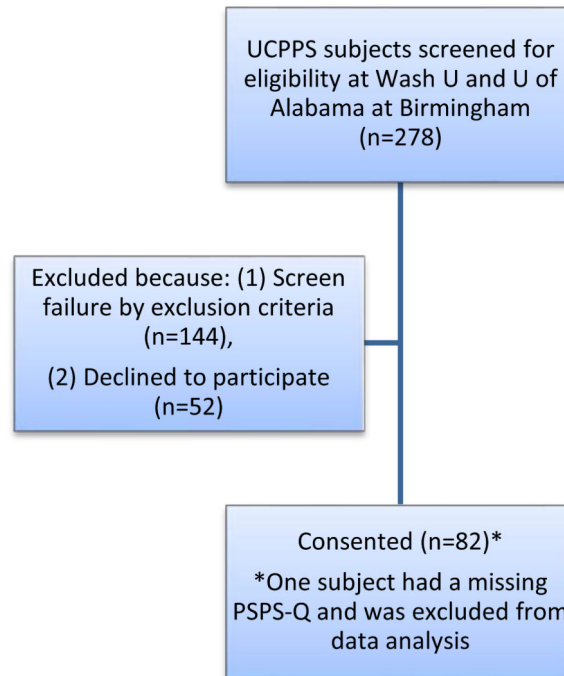 UCPPS subjects screened for
eligibility at Wash U and U of
Alabama at Birmingham
(n=278)
Excluded because: (1) Screen
failure by exclusion criteria
(n=144),
(2) Declined to participate
(n=52)
Consented (n=82)*
*One subject had a missing
PSPS-Q and was excluded from
data analysis